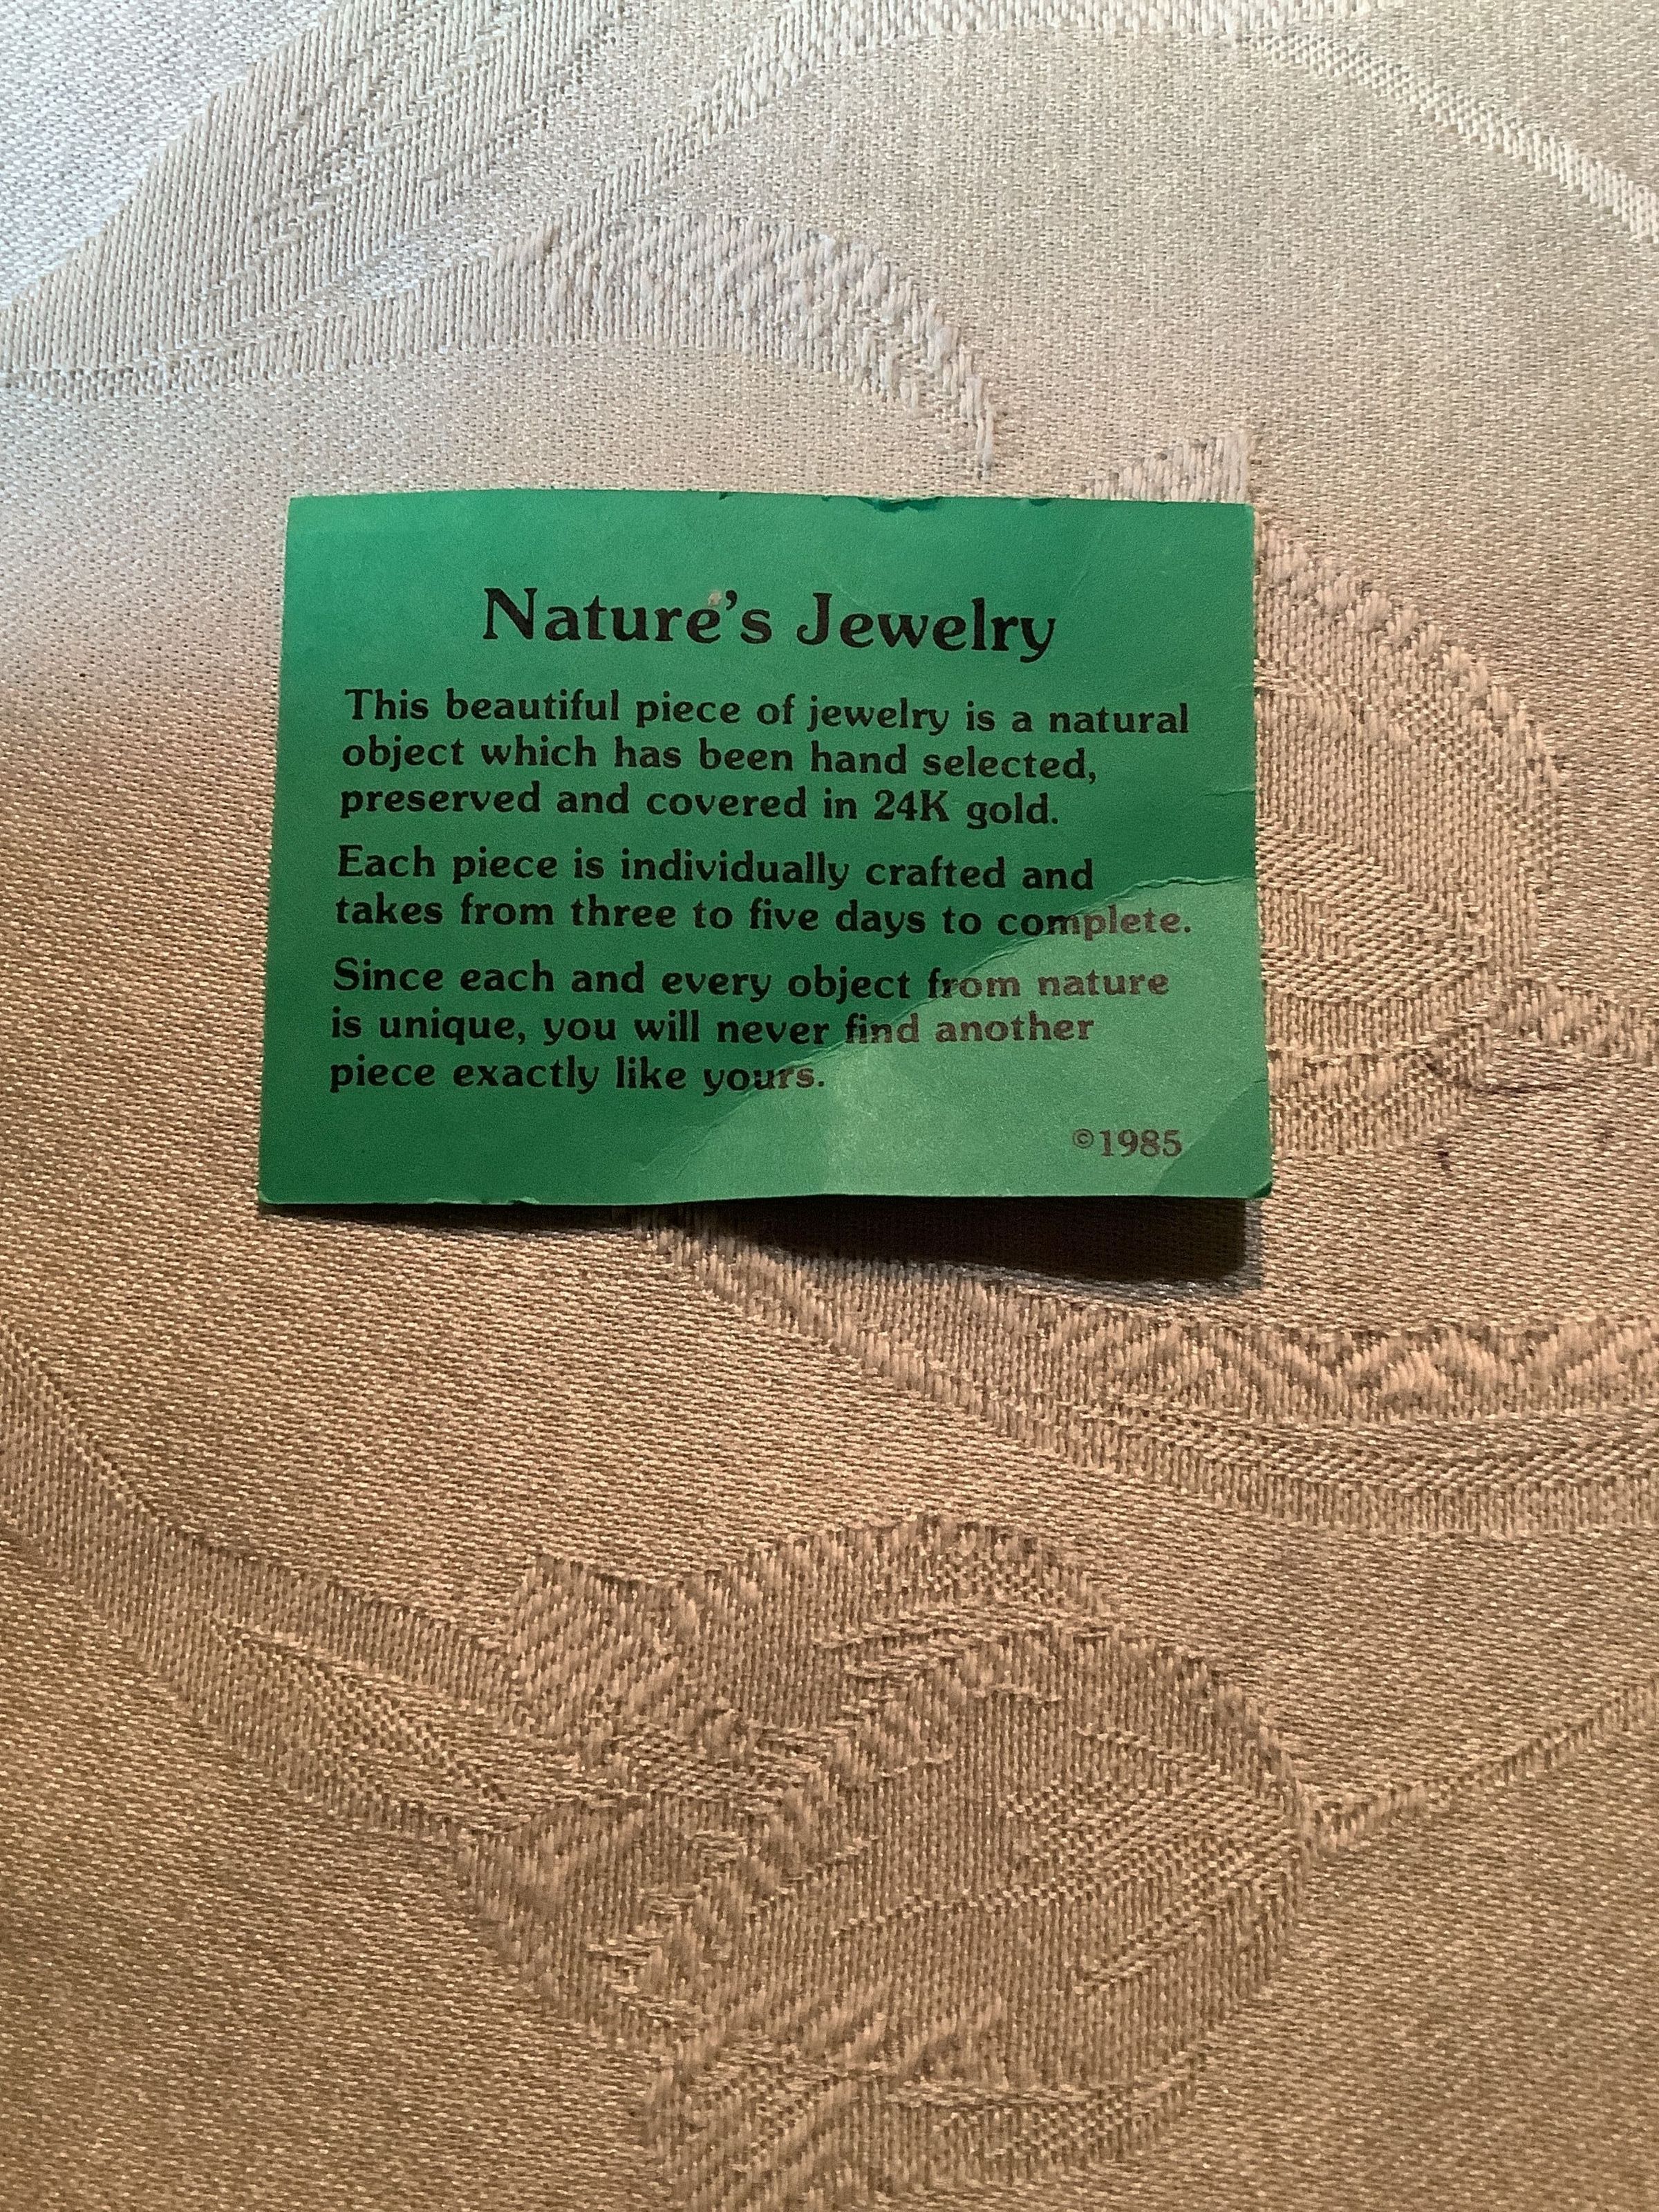 Nature's Jewelry
This beautiful piece of jewelry is a natural
object which has been hand selected,
preserved and covered in 24K gold.
Each piece is individually crafted and
takes from three to five days to complete.
Since each and every object from nature
is unique, you will never find another
piece exactly like yours.
©1985